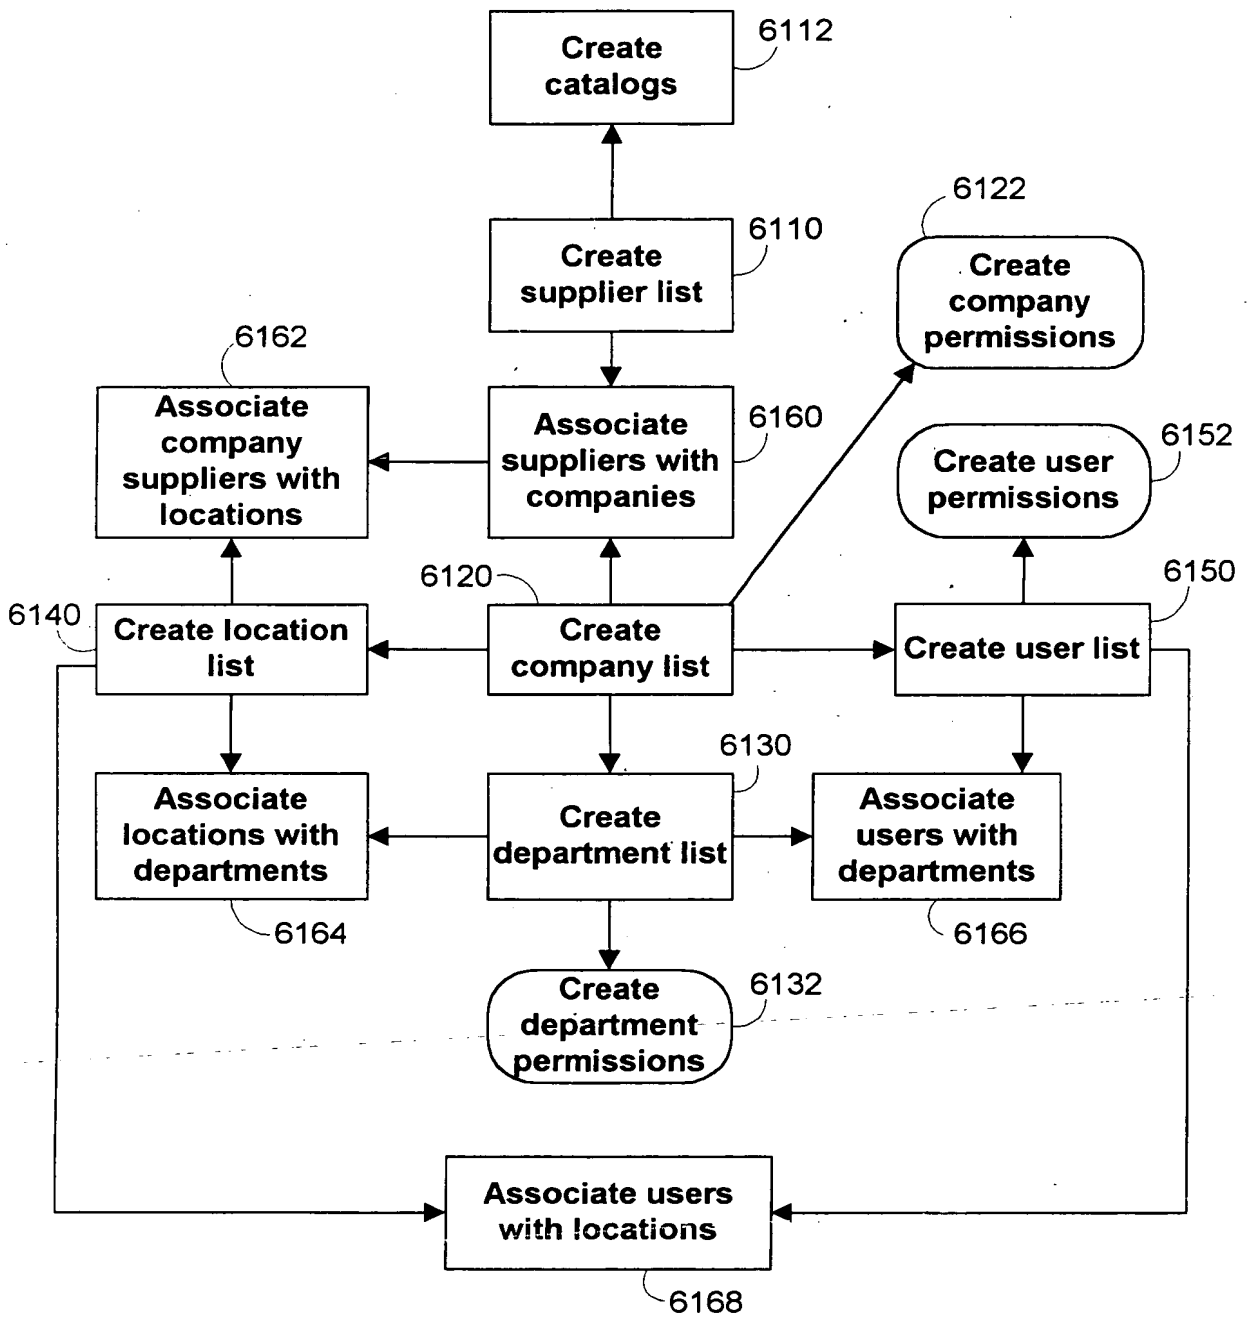 6112
Create
catalogs
6122
6110
Create
supplier list
Create
company
permissions
6162
Associate
company
suppliers with
locations
6160
Associate
suppliers with
companies
6152
Create user
permissions
6120
6150
6140
Create location
list
Create
company list
Create user list
6130
Associate
locations with
departments
Create
department list
Associate
users with
departments
6164
6166
6132
Create
department
permissions
Associate users
with locations
6168